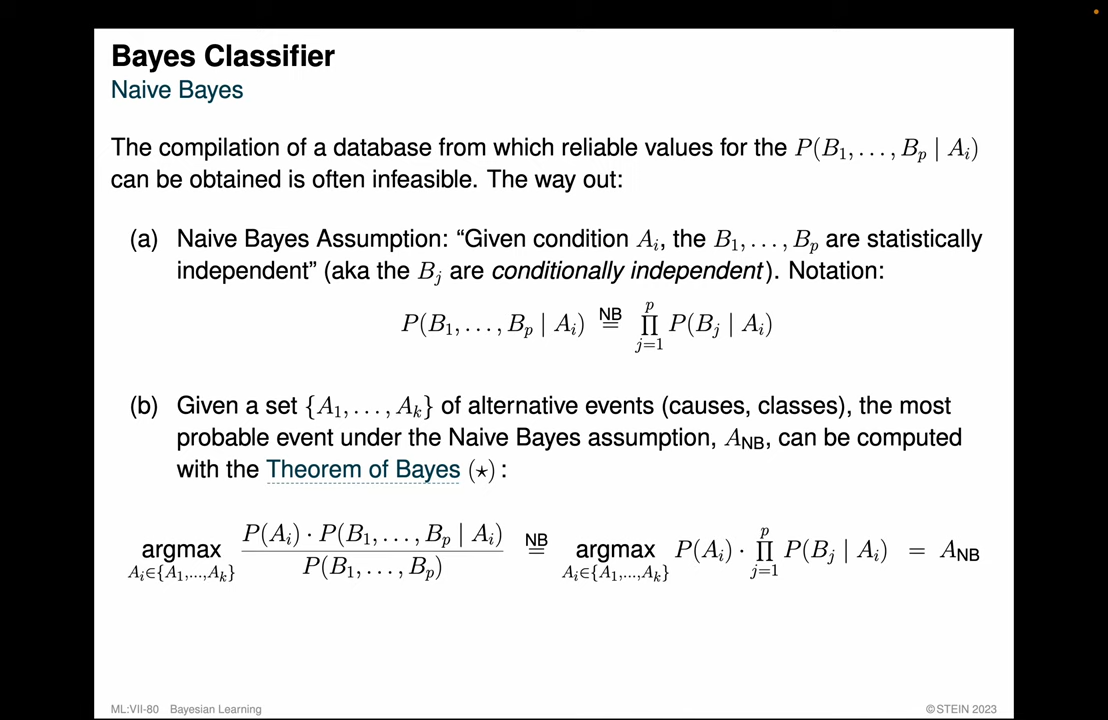 Bayes Classifier
Naive Bayes
The compilation of a database from which reliable values for the P(B₁, . . . , Bₚ | Aᵢ)
can be obtained is often infeasible. The way out:
(a) Naive Bayes Assumption: “Given condition Aᵢ, the B₁, . . . , Bₚ are statistically
independent” (aka the Bⱼ are conditionally independent). Notation:
P(B₁, . . . , Bₚ | Aᵢ) NB= ∏ⱼ₌₁ᵖ P(Bⱼ | Aᵢ)
(b) Given a set {A₁, . . . , Aₖ} of alternative events (causes, classes), the most
probable event under the Naive Bayes assumption, A_NB, can be computed
with the Theorem of Bayes (⋆) :
argmax_{Aᵢ∈{A₁,...,Aₖ}} P(Aᵢ) · P(B₁, . . . , Bₚ | Aᵢ) / P(B₁, . . . , Bₚ) NB= argmax_{Aᵢ∈{A₁,...,Aₖ}} P(Aᵢ) · ∏ⱼ₌₁ᵖ P(Bⱼ | Aᵢ) = A_NB
ML:VII-80 Bayesian Learning © STEIN 2023